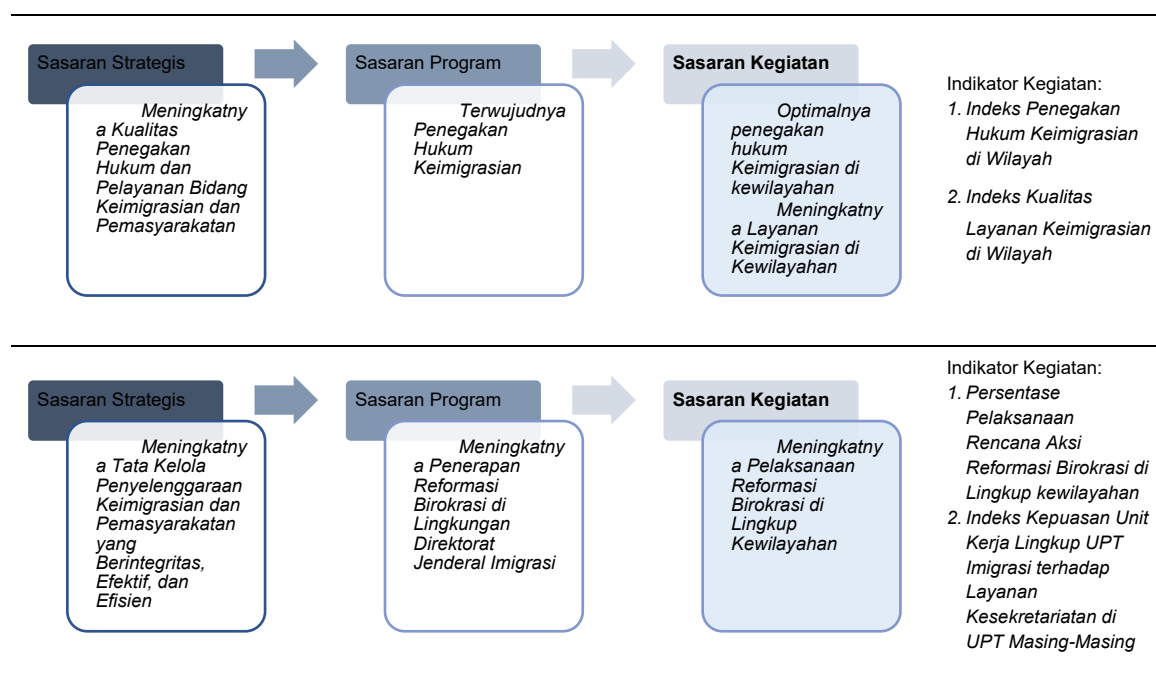 Sasaran Strategis
Meningkatny
a Kualitas
Penegakan
Hukum dan
Pelayanan Bidang
Keimigrasian dan
Pemasyarakatan
Sasaran Program
Terwujudnya
Penegakan
Hukum
Keimigrasian
Sasaran Kegiatan
Optimalnya
penegakan
hukum
Keimigrasian di
kewilayahan
Meningkatny
a Layanan
Keimigrasian di
Kewilayahan
Indikator Kegiatan:
1. Indeks Penegakan
Hukum Keimigrasian
di Wilayah
2. Indeks Kualitas
Layanan Keimigrasian
di Wilayah
Sasaran Strategis
Meningkatny
a Tata Kelola
Penyelenggaraan
Keimigrasian dan
Pemasyarakatan
yang
Berintegritas,
Efektif, dan
Efisien
Sasaran Program
Meningkatny
a Penerapan
Reformasi
Birokrasi di
Lingkungan
Direktorat
Jenderal Imigrasi
Sasaran Kegiatan
Meningkatny
a Pelaksanaan
Reformasi
Birokrasi di
Lingkup
Kewilayahan
Indikator Kegiatan:
1. Persentase
Pelaksanaan
Rencana Aksi
Reformasi Birokrasi di
Lingkup kewilayahan
2. Indeks Kepuasan Unit
Kerja Lingkup UPT
Imigrasi terhadap
Layanan
Kesekretariatan di
UPT Masing-Masing